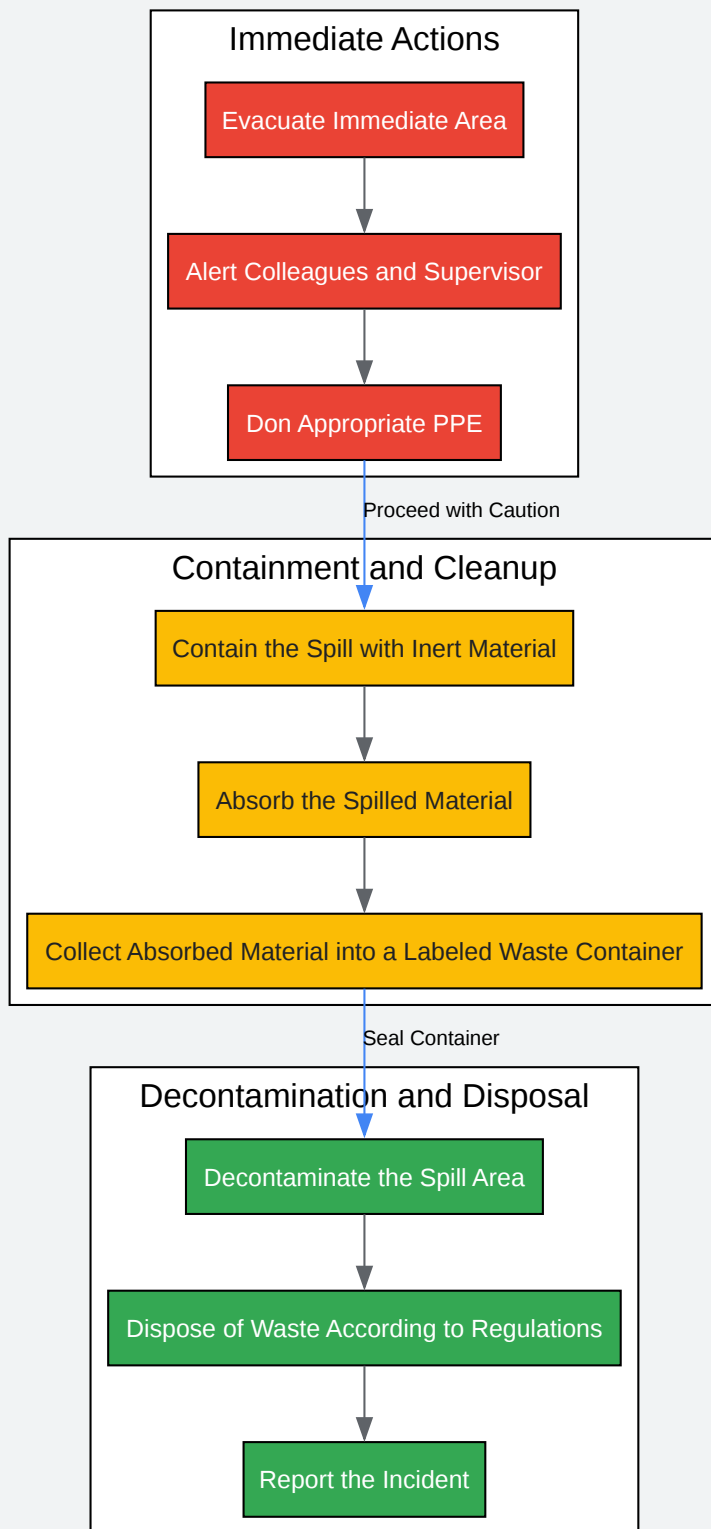 Immediate Actions
Evacuate Immediate Area
Alert Colleagues and Supervisor
Don Appropriate PPE
Proceed with Caution
Containment and Cleanup
Contain the Spill with Inert Material
Absorb the Spilled Material
Collect Absorbed Material into a Labeled Waste Container
Seal Container
Decontamination and Disposal
Decontaminate the Spill Area
Dispose of Waste According to Regulations
Report the Incident